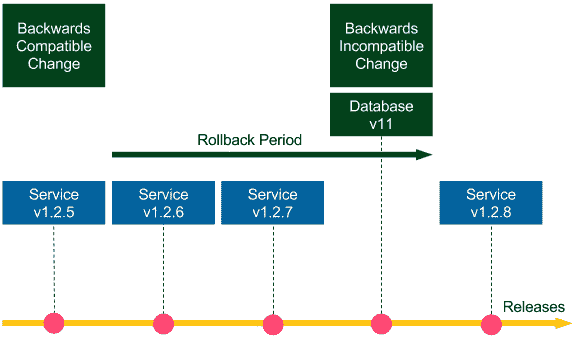 Backwards
Compatible
Change
Backwards
Incompatible
Change
Database
v11
Rollback Period
Service
v1.2.5
Service
v1.2.6
Service
v1.2.7
Service
v1.2.8
Releases